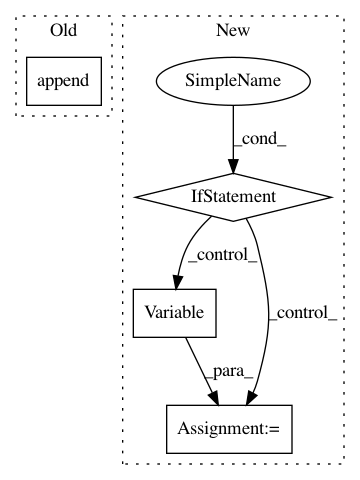 Old
New
append
SimpleName
_cond_
IfStatement
_control_
Variable
_control_
_para_
Assignment:=